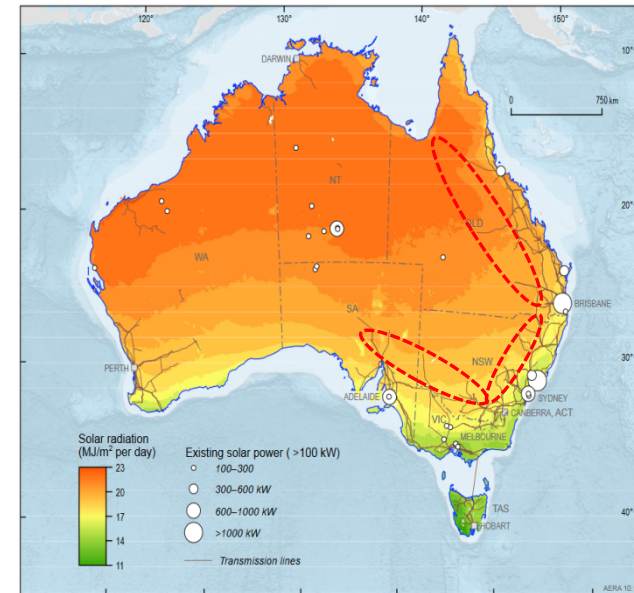 120° 130° 140° 150°
10°
DARWIN
0 750 km
NT
20°
QLD
WA
BRISBANE
SA
30°
NSW
PERTH
ADELAIDE
SYDNEY
CANBERRA, ACT
VIC
MELBOURNE
Solar radiation
(MJ/m² per day)
23
20
17
14
11
Existing solar power ( >100 kW)
100–300
300–600 kW
600–1000 kW
>1000 kW
Transmission lines
TAS
40°
HOBART
AERA 10.